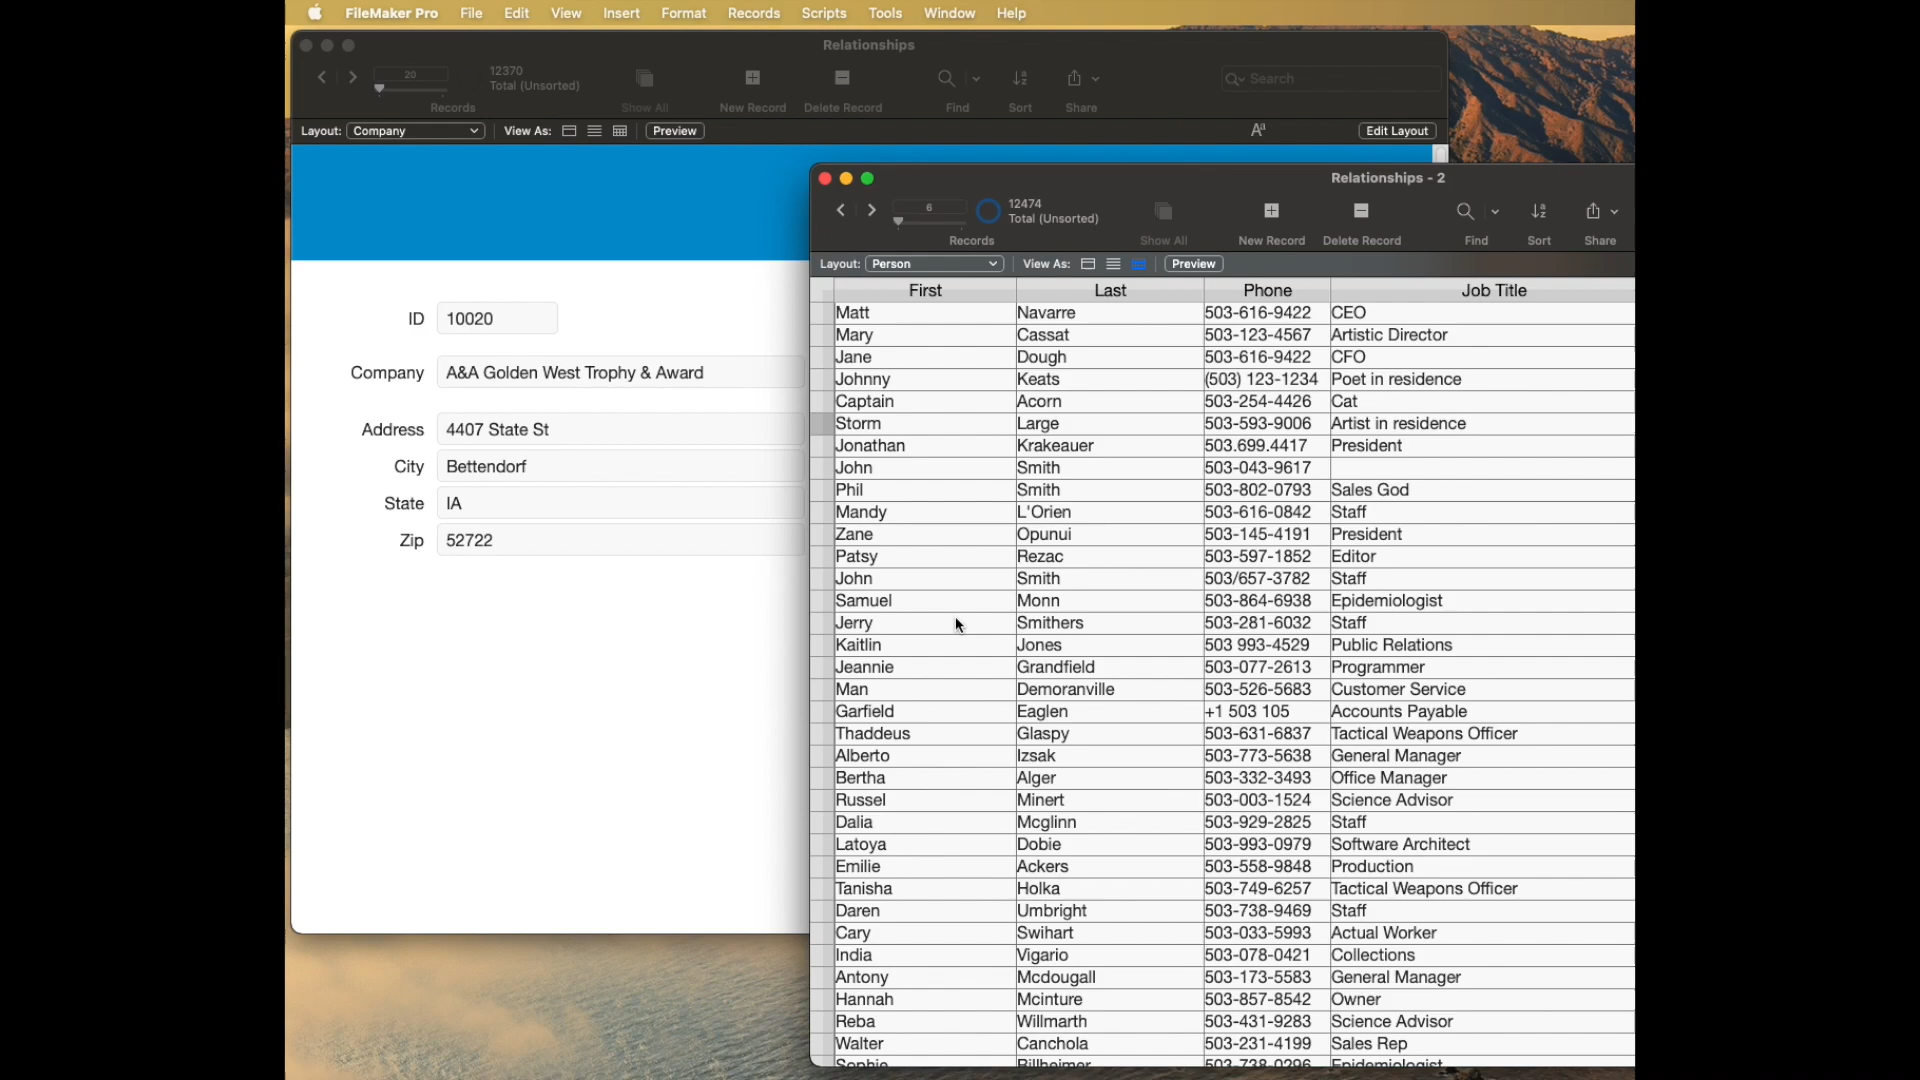 FileMaker Pro File Edit View Insert Format Records Scripts Tools Window Help
Relationships
20 12370
Total (Unsorted)
Search
Records Show All New Record Delete Record Find Sort Share
Layout: Company View As: Preview Aª Edit Layout
ID 10020
Company A&A Golden West Trophy & Award
Address 4407 State St
City Bettendorf
State IA
Zip 52722
Relationships - 2
6 12474
Total (Unsorted)
Records Show All New Record Delete Record Find Sort Share
Layout: Person View As: Preview
First Last Phone Job Title
Matt Navarre 503-616-9422 CEO
Mary Cassat 503-123-4567 Artistic Director
Jane Dough 503-616-9422 CFO
Johnny Keats (503) 123-1234 Poet in residence
Captain Acorn 503-254-4426 Cat
Storm Large 503-593-9006 Artist in residence
Jonathan Krakeauer 503.699.4417 President
John Smith 503-043-9617
Phil Smith 503-802-0793 Sales God
Mandy L'Orien 503-616-0842 Staff
Zane Opunui 503-145-4191 President
Patsy Rezac 503-597-1852 Editor
John Smith 503/657-3782 Staff
Samuel Monn 503-864-6938 Epidemiologist
Jerry Smithers 503-281-6032 Staff
Kaitlin Jones 503 993-4529 Public Relations
Jeannie Grandfield 503-077-2613 Programmer
Man Demoranville 503-526-5683 Customer Service
Garfield Eaglen +1 503 105 Accounts Payable
Thaddeus Glaspy 503-631-6837 Tactical Weapons Officer
Alberto Izsak 503-773-5638 General Manager
Bertha Alger 503-332-3493 Office Manager
Russel Minert 503-003-1524 Science Advisor
Dalia Mcglinn 503-929-2825 Staff
Latoya Dobie 503-993-0979 Software Architect
Emilie Ackers 503-558-9848 Production
Tanisha Holka 503-749-6257 Tactical Weapons Officer
Daren Umbright 503-738-9469 Staff
Cary Swihart 503-033-5993 Actual Worker
India Vigario 503-078-0421 Collections
Antony Mcdougall 503-173-5583 General Manager
Hannah Mcinture 503-857-8542 Owner
Reba Willmarth 503-431-9283 Science Advisor
Walter Canchola 503-231-4199 Sales Rep
Sophie Billheimer 503-738-0296 Epidemiologist